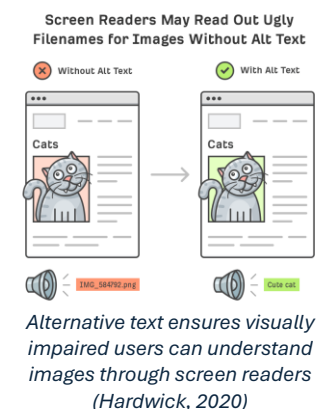 Screen Readers May Read Out Ugly
Filenames for Images Without Alt Text
Without Alt Text
With Alt Text
Cats
Cats
IMG_584792.png
Cute cat
Alternative text ensures visually
impaired users can understand
images through screen readers
(Hardwick, 2020)